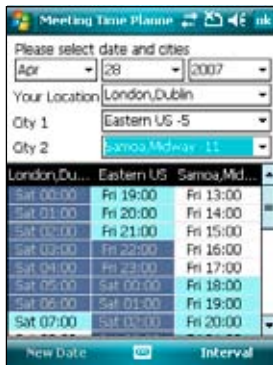 Meeting Time Planne ok
Please select date and cities
Apr 28 2007
Your Location London,Dublin
City 1 Eastern US -5
City 2 Samoa,Midway -11
London,Du... Eastern US Samoa,Mid...
Sat 00:00 Fri 19:00 Fri 13:00
Sat 01:00 Fri 20:00 Fri 14:00
Sat 02:00 Fri 21:00 Fri 15:00
Sat 03:00 Fri 22:00 Fri 16:00
Sat 04:00 Fri 23:00 Fri 17:00
Sat 05:00 Sat 00:00 Fri 18:00
Sat 06:00 Sat 01:00 Fri 19:00
Sat 07:00 Sat 02:00 Fri 20:00
New Date Interval